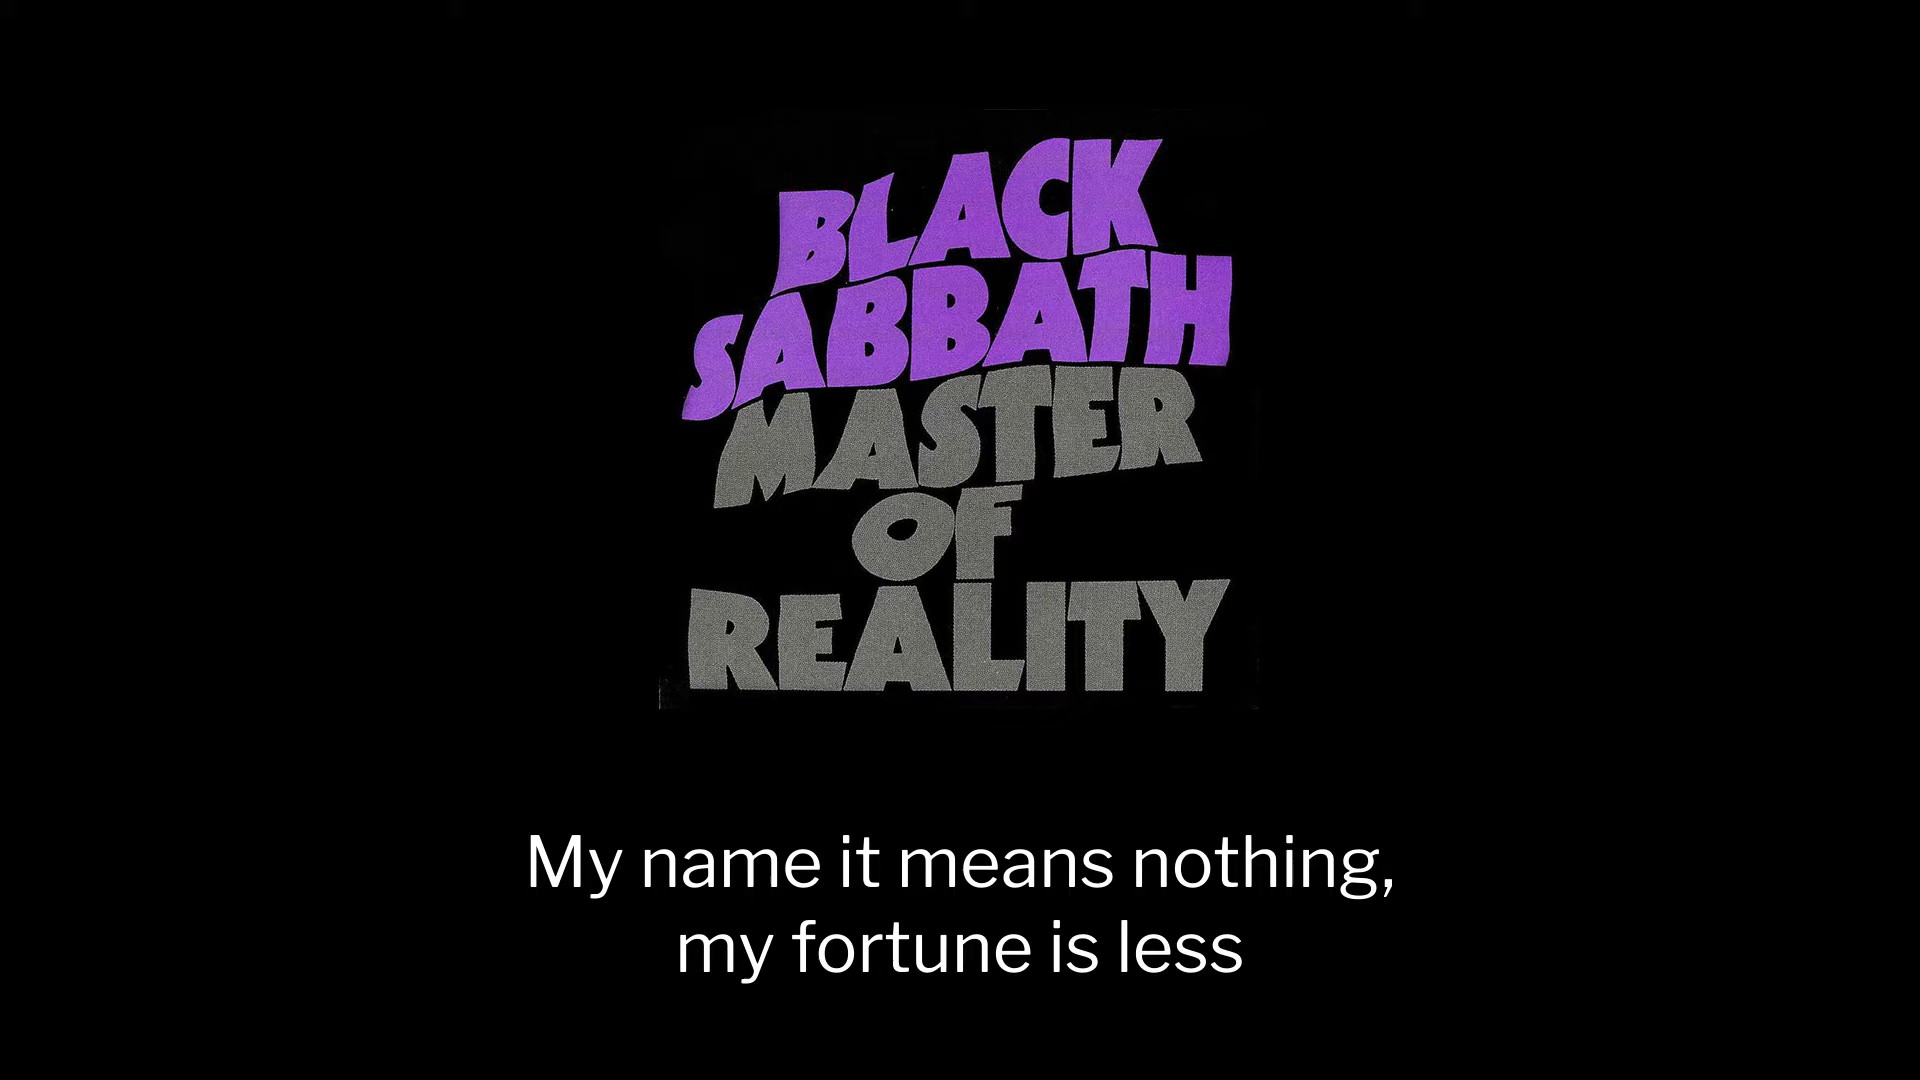 BLACK
SABBATH
MASTER
OF
REALITY
My name it means nothing,
my fortune is less